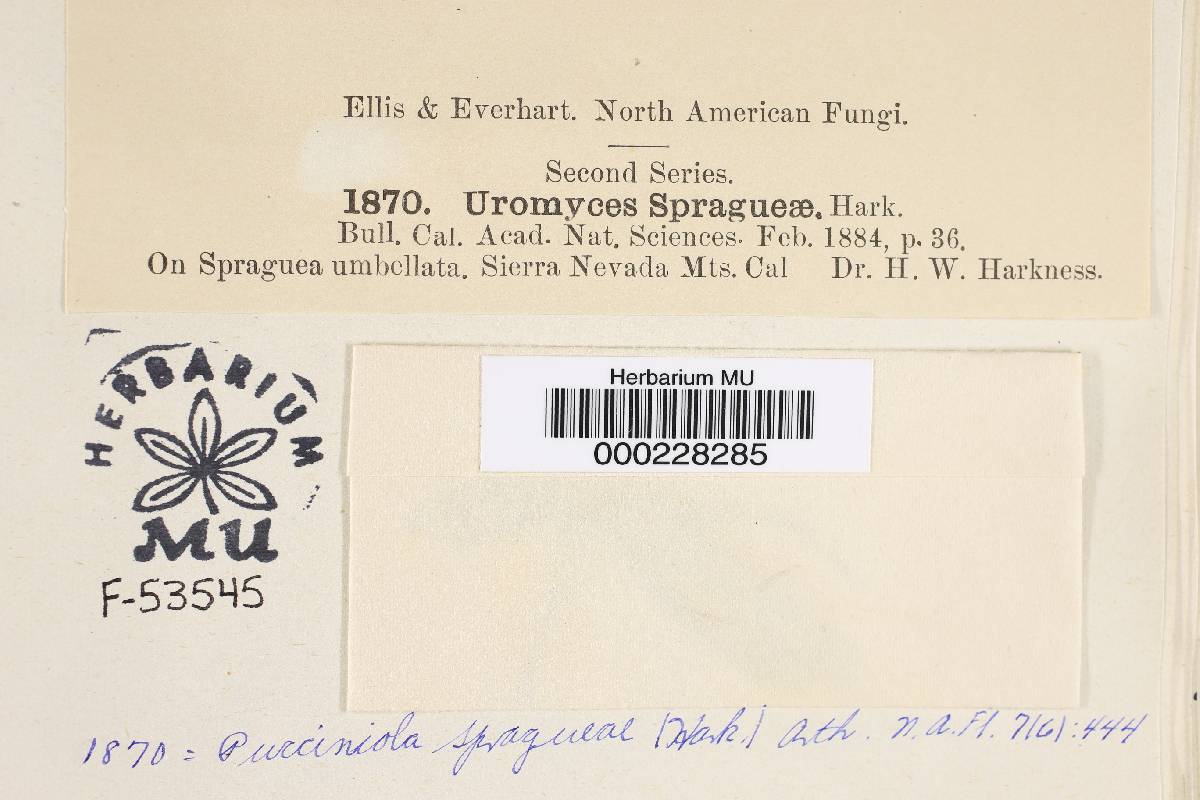 Ellis & Everhart. North American Fungi.
Second Series.
1870. Uromyces Spragueæ. Hark.
Bull. Cal. Acad. Nat. Sciences. Feb. 1884, p. 36.
On Spraguea umbellata. Sierra Nevada Mts. Cal Dr. H. W. Harkness.
HERBARIUM
MU
F-53545
Herbarium MU
000228285
1870 = Pucciniola spragueae (Hark.) Arth. N.A.Fl. 7(6):444